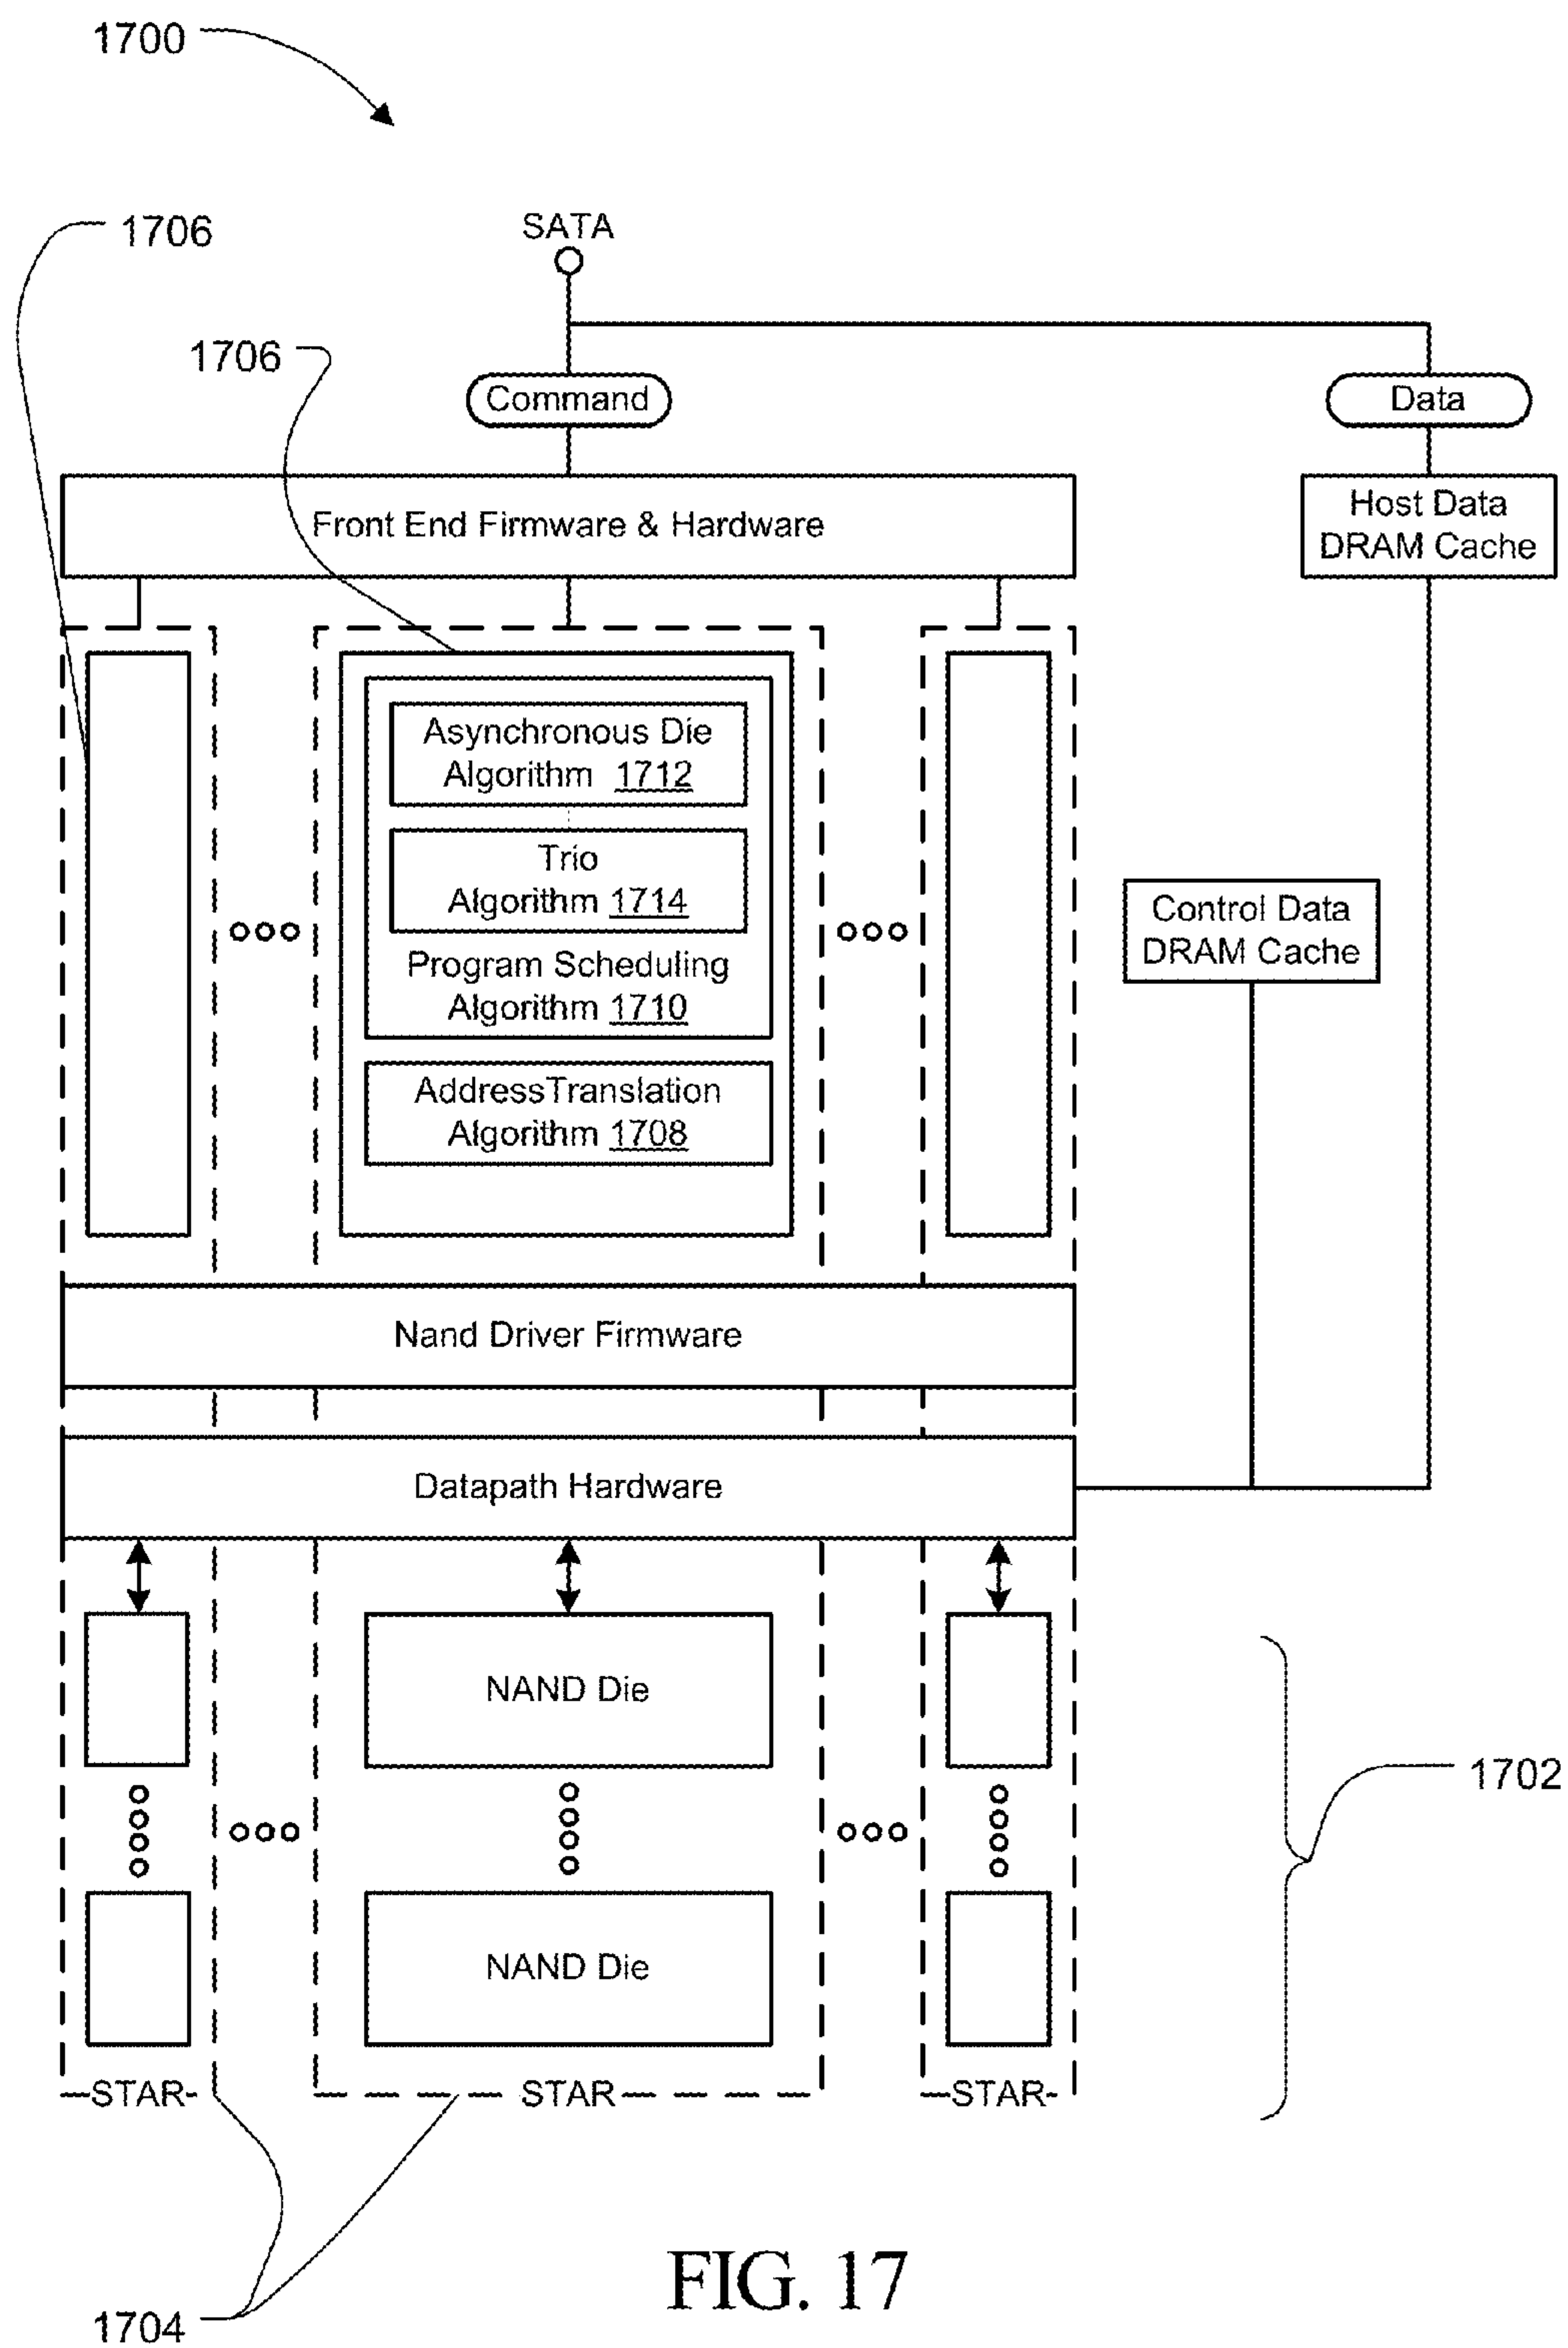 1700
1706
SATA
1706
Command
Data
Front End Firmware & Hardware
Host Data
DRAM Cache
Asynchronous Die
Algorithm 1712
Trio
Algorithm 1714
Program Scheduling
Algorithm 1710
AddressTranslation
Algorithm 1708
Control Data
DRAM Cache
Nand Driver Firmware
Datapath Hardware
NAND Die
1702
NAND Die
STAR
STAR
STAR
1704
FIG. 17